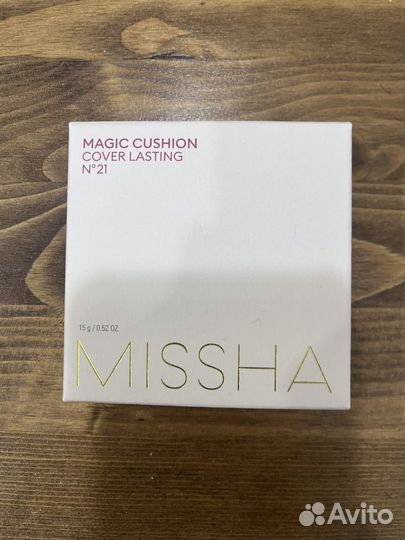 MAGIC CUSHION
COVER LASTING
N°21
15 g / 0.52 OZ.
MISSHA
Avito